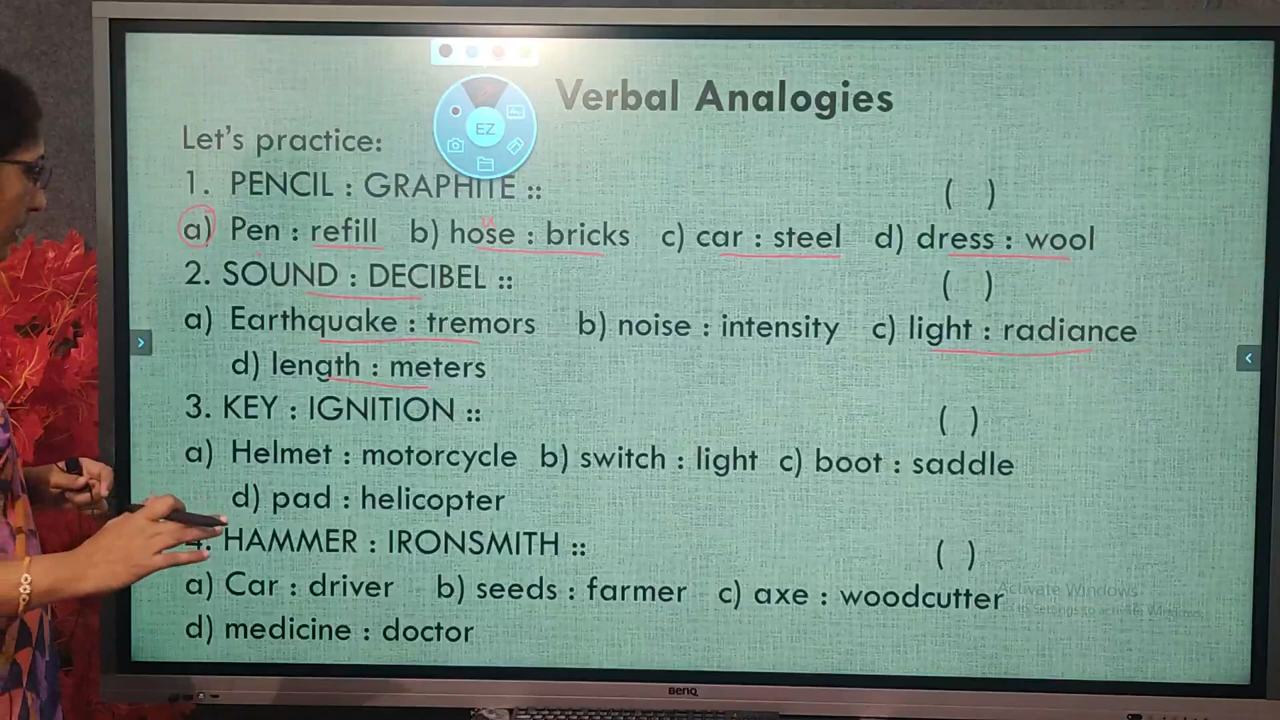 EZ
Verbal Analogies
Let's practice:
1. PENCIL : GRAPHITE :: ( )
a) Pen : refill b) hose : bricks c) car : steel d) dress : wool
2. SOUND : DECIBEL :: ( )
a) Earthquake : tremors b) noise : intensity c) light : radiance
d) length : meters
3. KEY : IGNITION :: ( )
a) Helmet : motorcycle b) switch : light c) boot : saddle
d) pad : helicopter
4. HAMMER : IRONSMITH :: ( )
a) Car : driver b) seeds : farmer c) axe : woodcutter
Activate Windows
d) medicine : doctor
BenQ